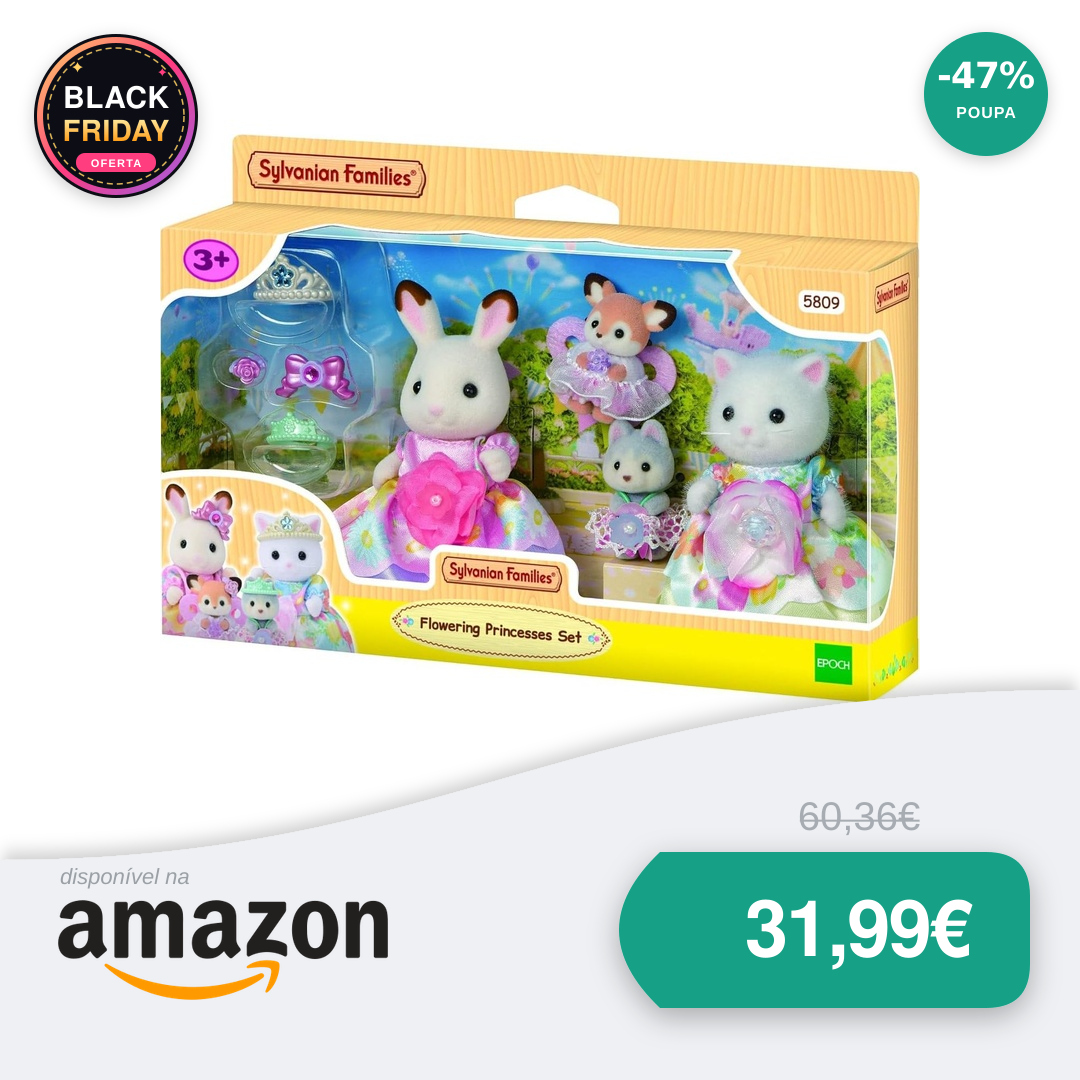 BLACK
FRIDAY
OFERTA
-47%
POUPA
Sylvanian Families®
3+
5809
Sylvanian Families
Sylvanian Families®
Flowering Princesses Set
EPOCH
60,36€
disponível na
amazon
31,99€